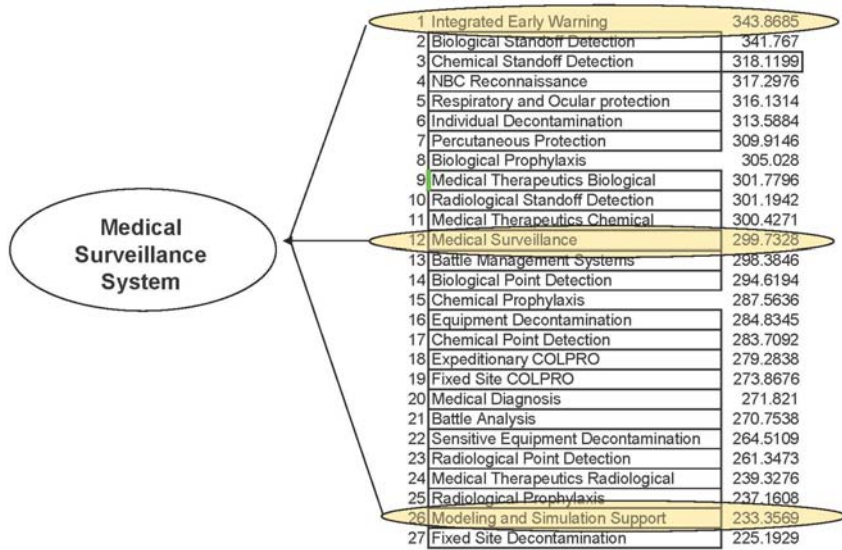 Medical
Surveillance
System
1 Integrated Early Warning 343.8685
2 Biological Standoff Detection 341.767
3 Chemical Standoff Detection 318.1199
4 NBC Reconnaissance 317.2976
5 Respiratory and Ocular protection 316.1314
6 Individual Decontamination 313.5884
7 Percutaneous Protection 309.9146
8 Biological Prophylaxis 305.028
9 Medical Therapeutics Biological 301.7796
10 Radiological Standoff Detection 301.1942
11 Medical Therapeutics Chemical 300.4271
12 Medical Surveillance 299.7328
13 Battle Management Systems 298.3846
14 Biological Point Detection 294.6194
15 Chemical Prophylaxis 287.5636
16 Equipment Decontamination 284.8345
17 Chemical Point Detection 283.7092
18 Expeditionary COLPRO 279.2838
19 Fixed Site COLPRO 273.8676
20 Medical Diagnosis 271.821
21 Battle Analysis 270.7538
22 Sensitive Equipment Decontamination 264.5109
23 Radiological Point Detection 261.3473
24 Medical Therapeutics Radiological 239.3276
25 Radiological Prophylaxis 237.1608
26 Modeling and Simulation Support 233.3569
27 Fixed Site Decontamination 225.1929